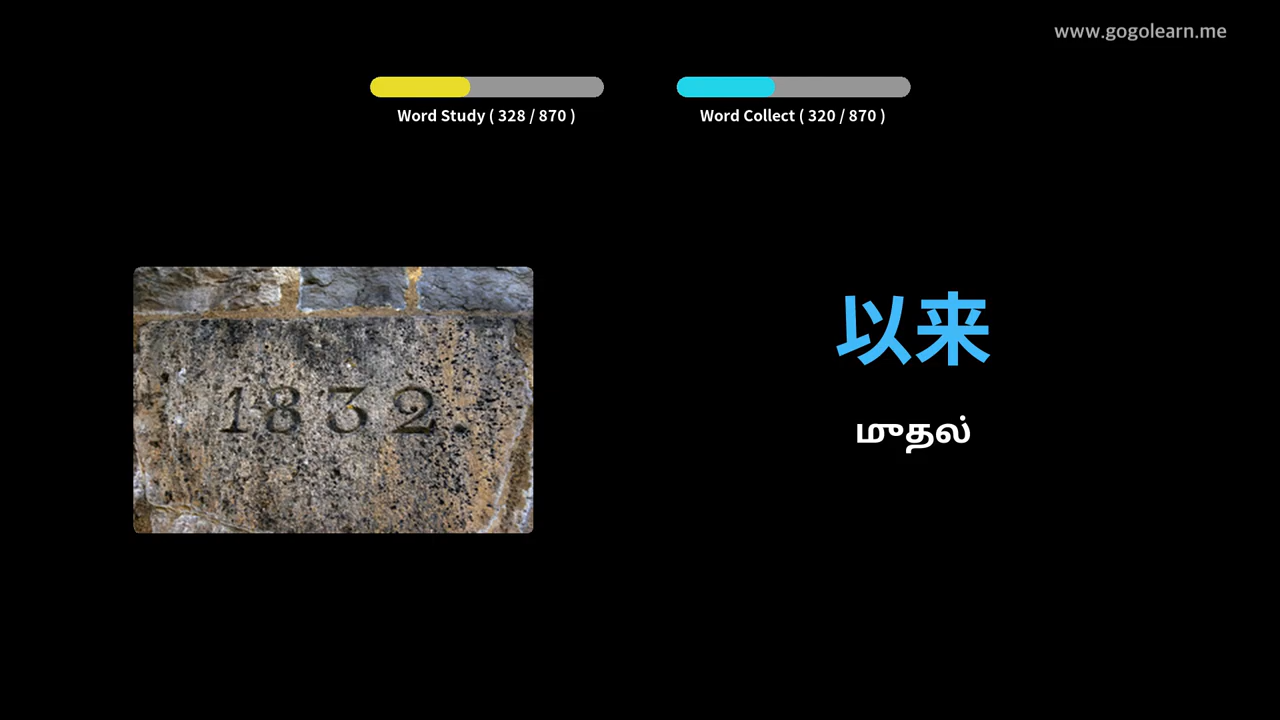 www.gogolearn.me
Word Study ( 328 / 870 )
Word Collect ( 320 / 870 )
1832.
以来
முதல்